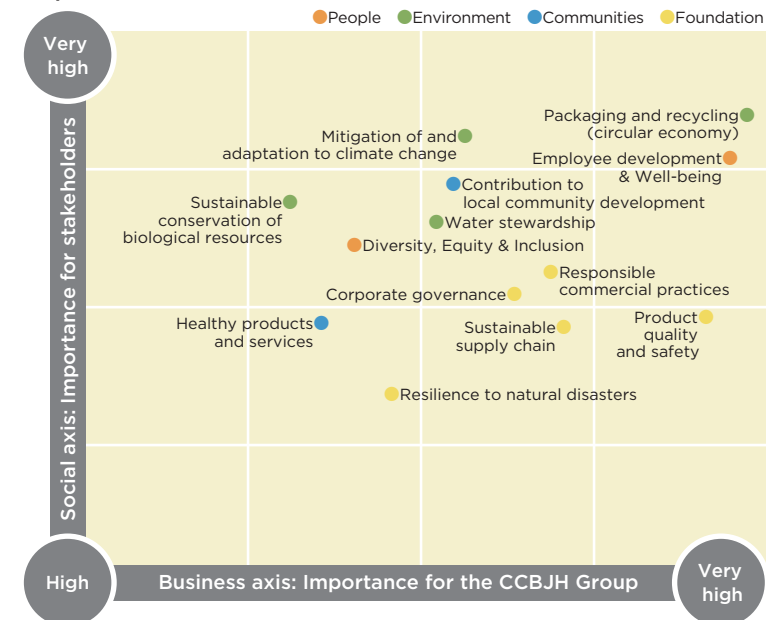 People Environment Communities Foundation
Very
high
Packaging and recycling
(circular economy)
Mitigation of and
adaptation to climate change
Employee development
& Well-being
Contribution to
local community development
Sustainable
conservation of
biological resources
Water stewardship
Diversity, Equity & Inclusion
Responsible
commercial practices
Corporate governance
Healthy products
and services
Sustainable
supply chain
Product
quality
and safety
Resilience to natural disasters
Social axis: Importance for stakeholders
High
Business axis: Importance for the CCBJH Group
Very
high